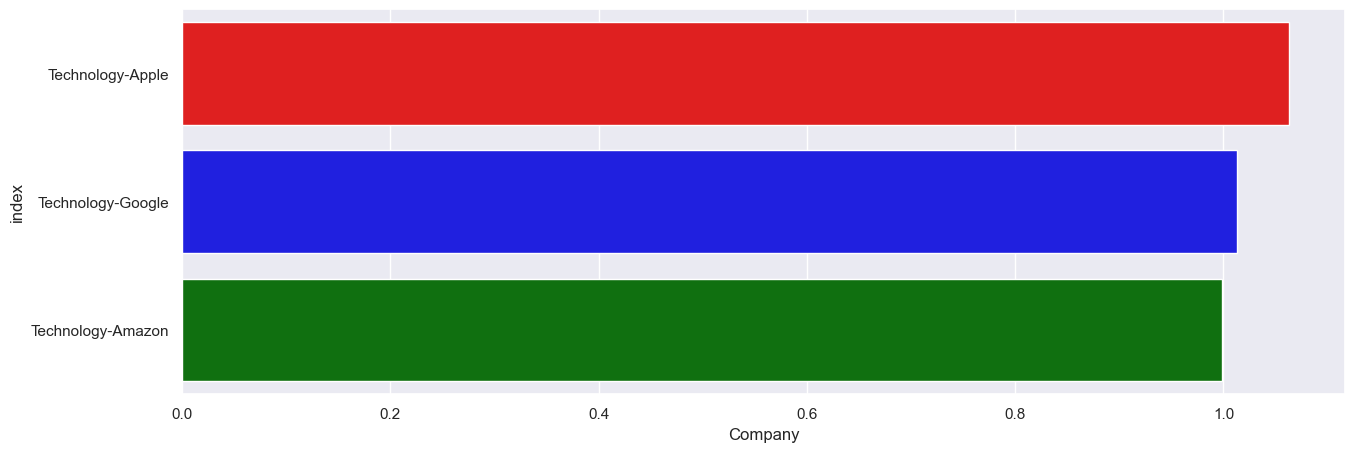 Technology-Apple
Technology-Google
Technology-Amazon
index
0.0 0.2 0.4 0.6 0.8 1.0
Company